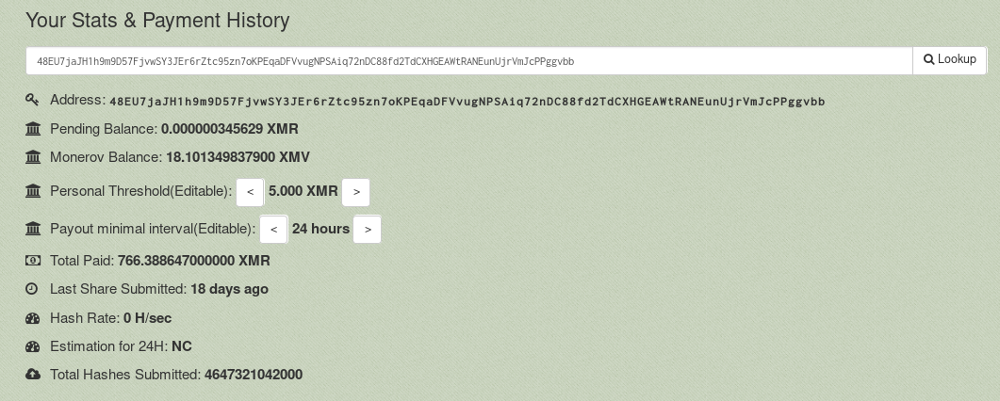 Your Stats & Payment History
48EU7jaJH1h9m9D57FjvwSY3JEr6rZtc95zn7oKPEqaDFVvugNPSAiq72nDC88fd2TdCXHGEAWtRANEunUjrVmJcPPggvbb Lookup
Address: 48EU7jaJH1h9m9D57FjvwSY3JEr6rZtc95zn7oKPEqaDFVvugNPSAiq72nDC88fd2TdCXHGEAWtRANEunUjrVmJcPPggvbb
Pending Balance: 0.000000345629 XMR
Monerov Balance: 18.101349837900 XMV
Personal Threshold(Editable): < 5.000 XMR >
Payout minimal interval(Editable): < 24 hours >
Total Paid: 766.388647000000 XMR
Last Share Submitted: 18 days ago
Hash Rate: 0 H/sec
Estimation for 24H: NC
Total Hashes Submitted: 4647321042000